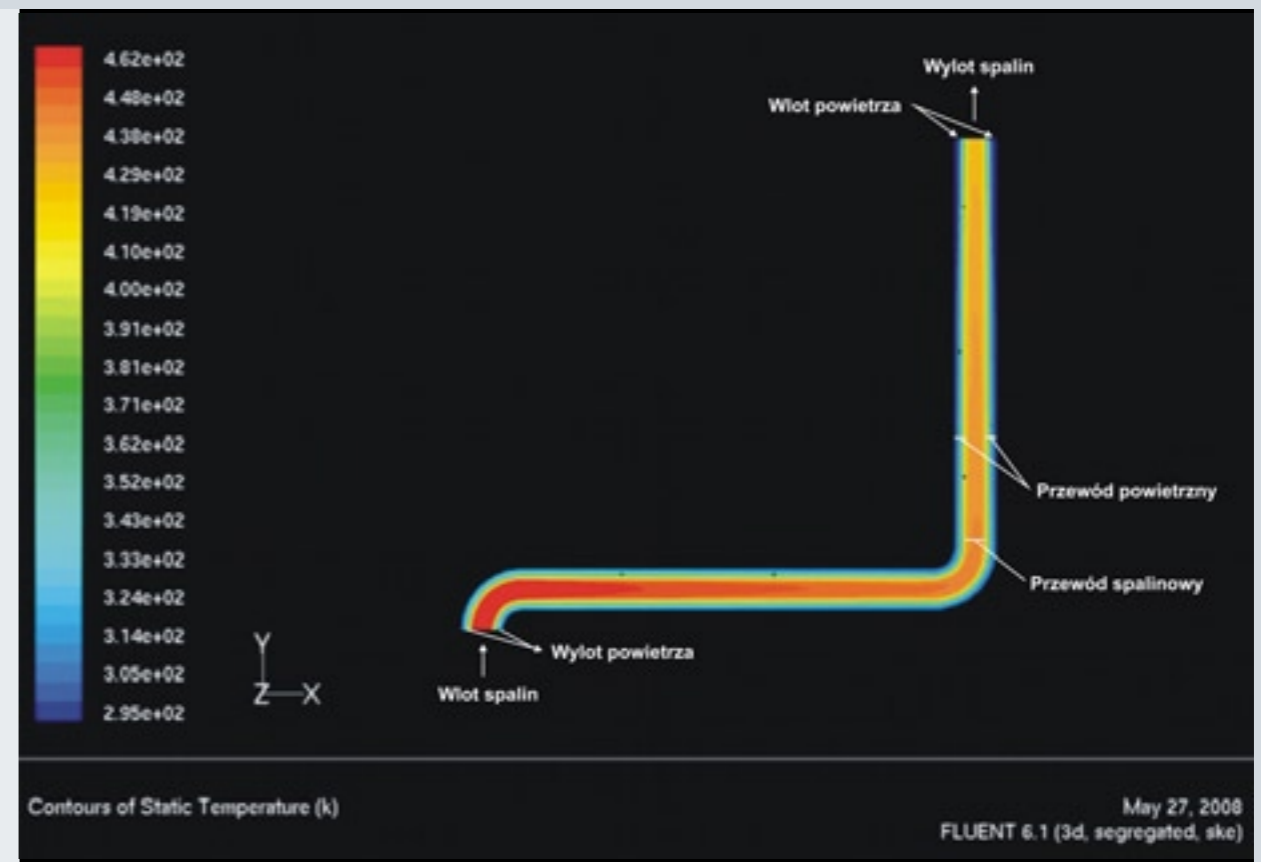 4.62e+02
4.48e+02
4.38e+02
4.29e+02
4.19e+02
4.10e+02
4.00e+02
3.91e+02
3.81e+02
3.71e+02
3.62e+02
3.52e+02
3.43e+02
3.33e+02
3.24e+02
3.14e+02
3.05e+02
2.95e+02
Wylot spalin
Wlot powietrza
Przewód powietrzny
Przewód spalinowy
Wylot powietrza
Wlot spalin
Y
Z X
Contours of Static Temperature (k)
May 27, 2008
FLUENT 6.1 (3d, segregated, ske)